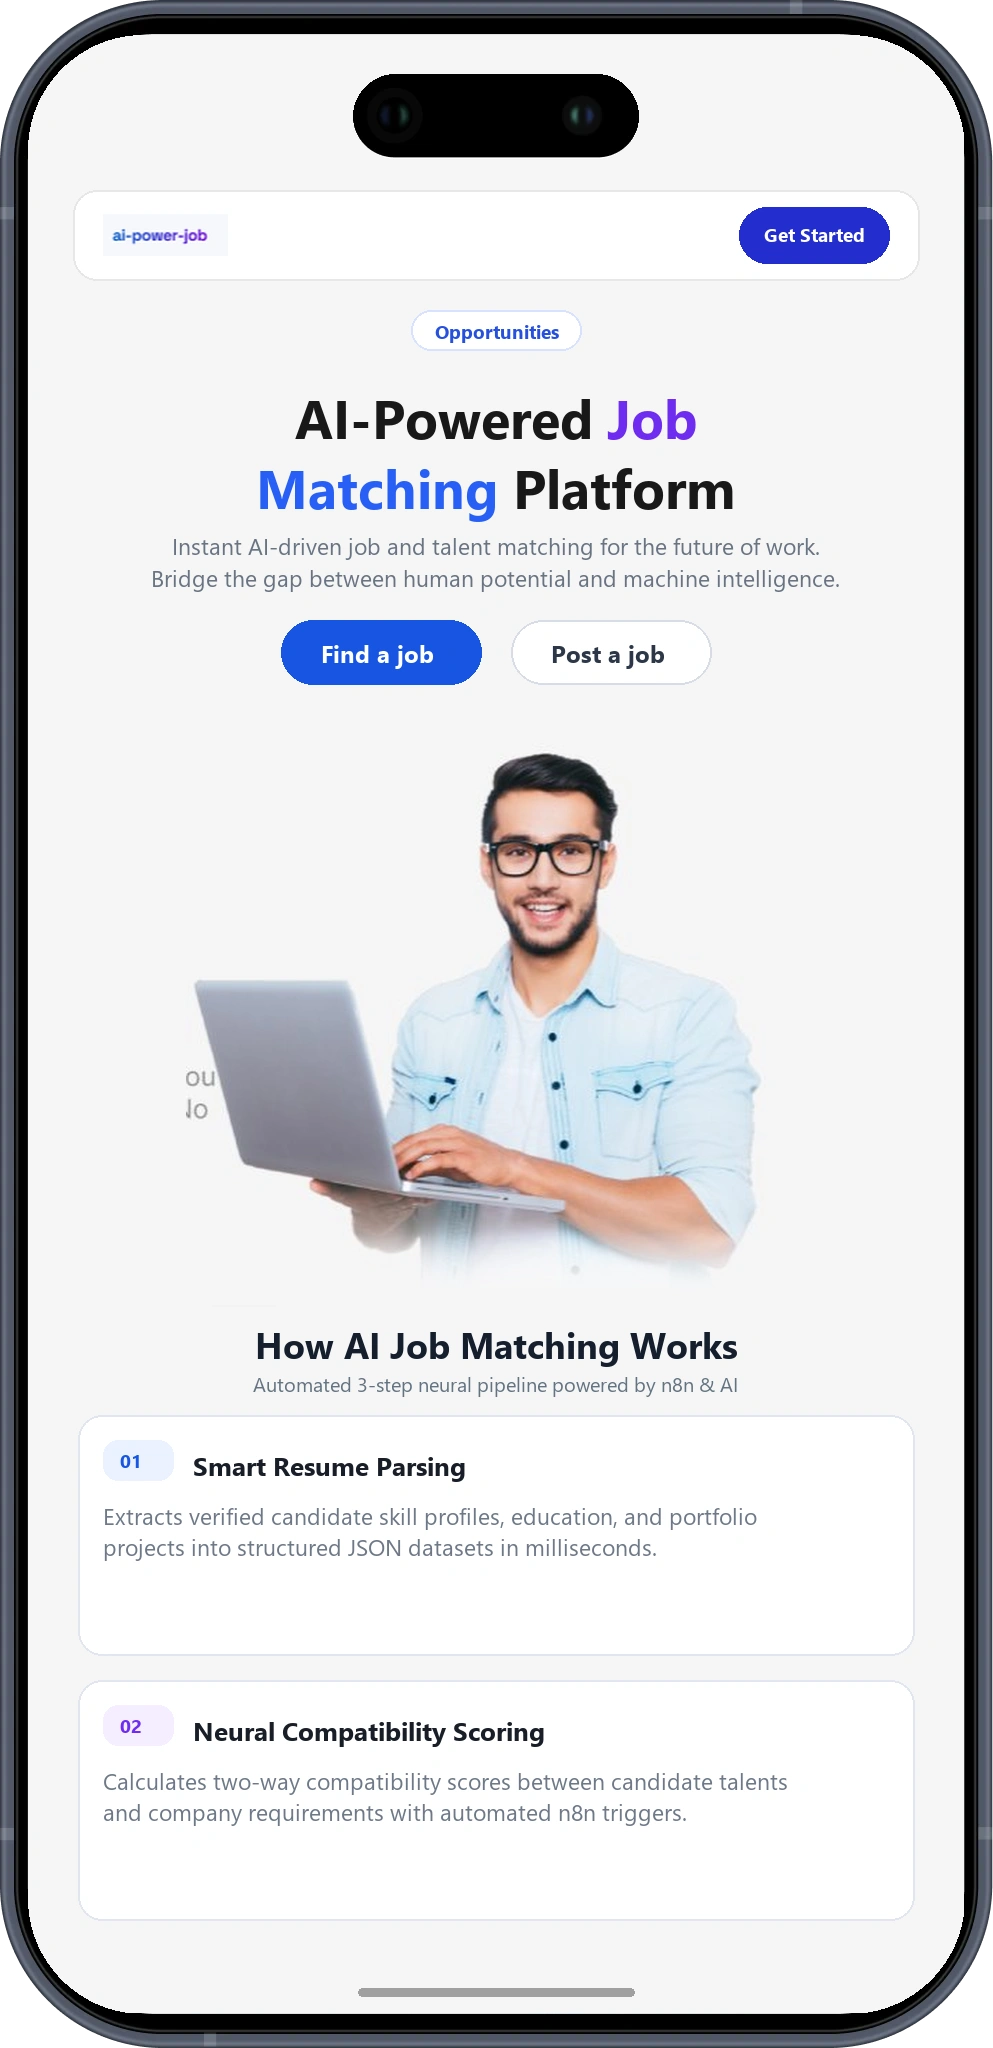 ai-power-job
Get Started
Opportunities
AI-Powered Job
Matching Platform
Instant AI-driven job and talent matching for the future of work.
Bridge the gap between human potential and machine intelligence.
Find a job
Post a job
ou
How AI Job Matching Works
Automated 3-step neural pipeline powered by n8n & AI
01
Smart Resume Parsing
Extracts verified candidate skill profiles, education, and portfolio
projects into structured JSON datasets in milliseconds.
02
Neural Compatibility Scoring
Calculates two-way compatibility scores between candidate talents
and company requirements with automated n8n triggers.